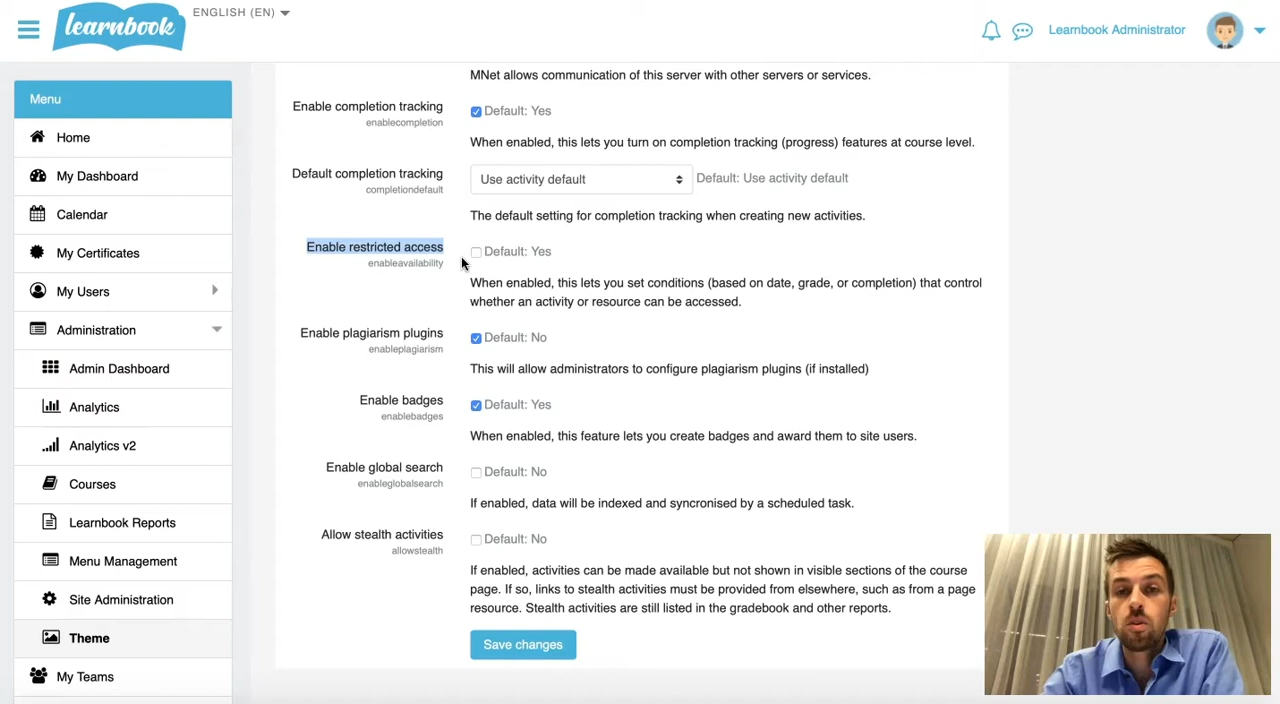 learnbook
ENGLISH (EN)
Learnbook Administrator
Menu
Home
My Dashboard
Calendar
My Certificates
My Users
Administration
Admin Dashboard
Analytics
Analytics v2
Courses
Learnbook Reports
Menu Management
Site Administration
Theme
My Teams
MNet allows communication of this server with other servers or services.
Enable completion tracking
enablecompletion
Default: Yes
When enabled, this lets you turn on completion tracking (progress) features at course level.
Default completion tracking
completiondefault
Use activity default
Default: Use activity default
The default setting for completion tracking when creating new activities.
Enable restricted access
enableavailability
Default: Yes
When enabled, this lets you set conditions (based on date, grade, or completion) that control
whether an activity or resource can be accessed.
Enable plagiarism plugins
enableplagiarism
Default: No
This will allow administrators to configure plagiarism plugins (if installed)
Enable badges
enablebadges
Default: Yes
When enabled, this feature lets you create badges and award them to site users.
Enable global search
enableglobalsearch
Default: No
If enabled, data will be indexed and syncronised by a scheduled task.
Allow stealth activities
allowstealth
Default: No
If enabled, activities can be made available but not shown in visible sections of the course
page. If so, links to stealth activities must be provided from elsewhere, such as from a page
resource. Stealth activities are still listed in the gradebook and other reports.
Save changes